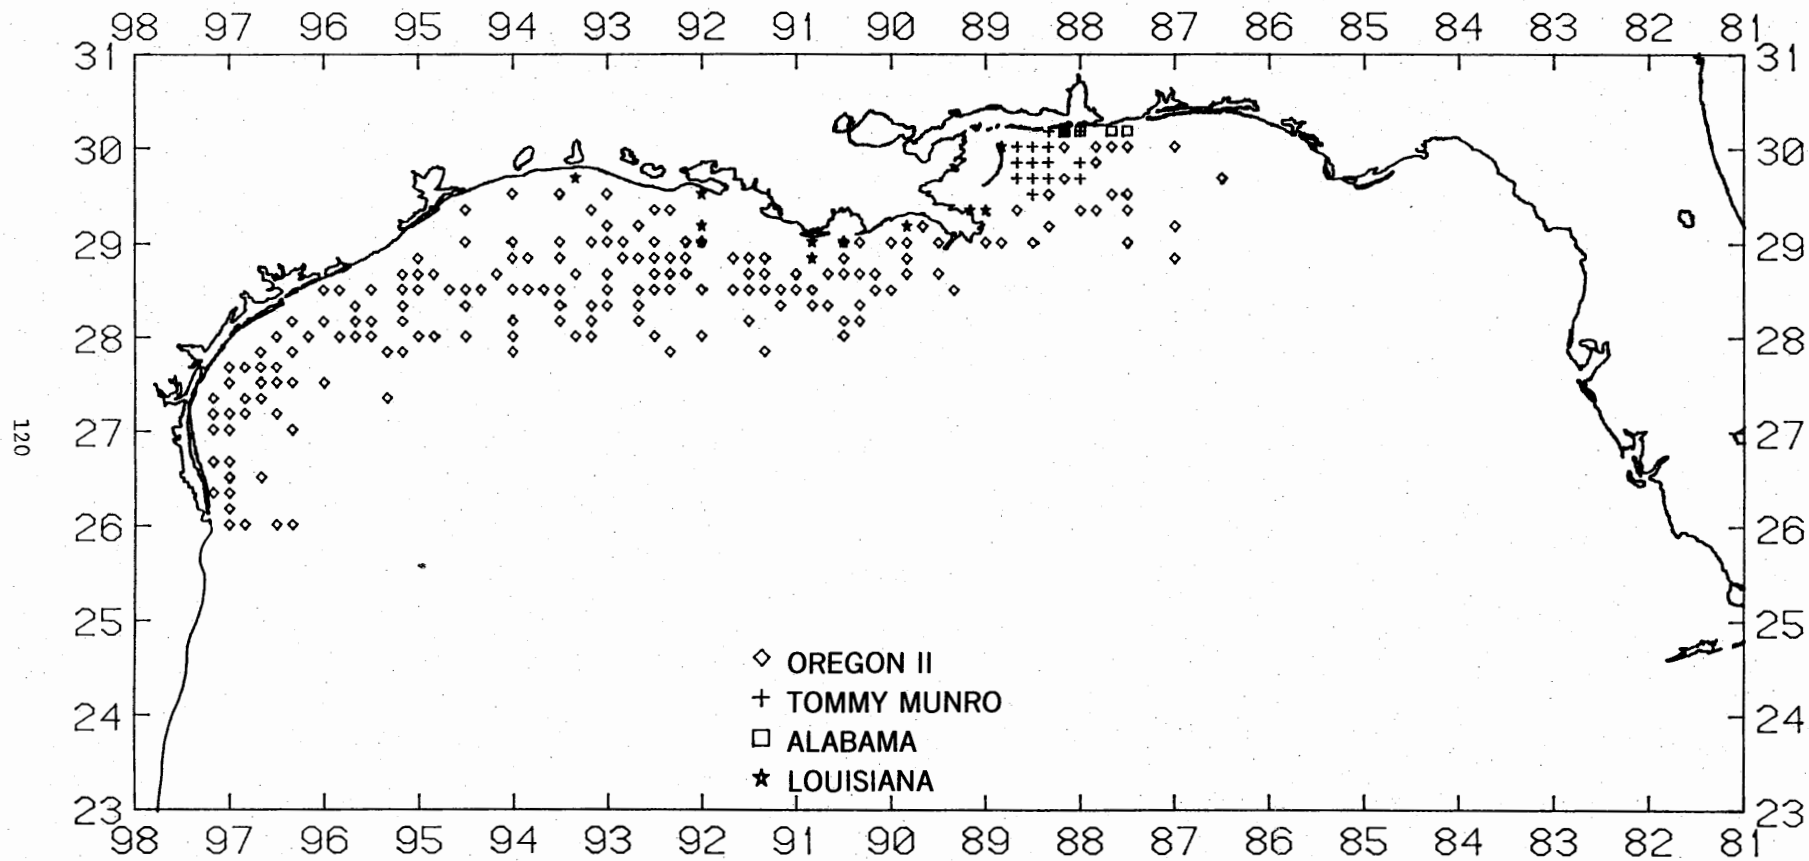 98 97 96 95 94 93 92 91 90 89 88 87 86 85 84 83 82 81
31 31
30 30
29 29
28 28
120
27 27
26 26
25 25
OREGON II
24 TOMMY MUNRO 24
ALABAMA
LOUISIANA
23 23
98 97 96 95 94 93 92 91 90 89 88 87 86 85 84 83 82 81